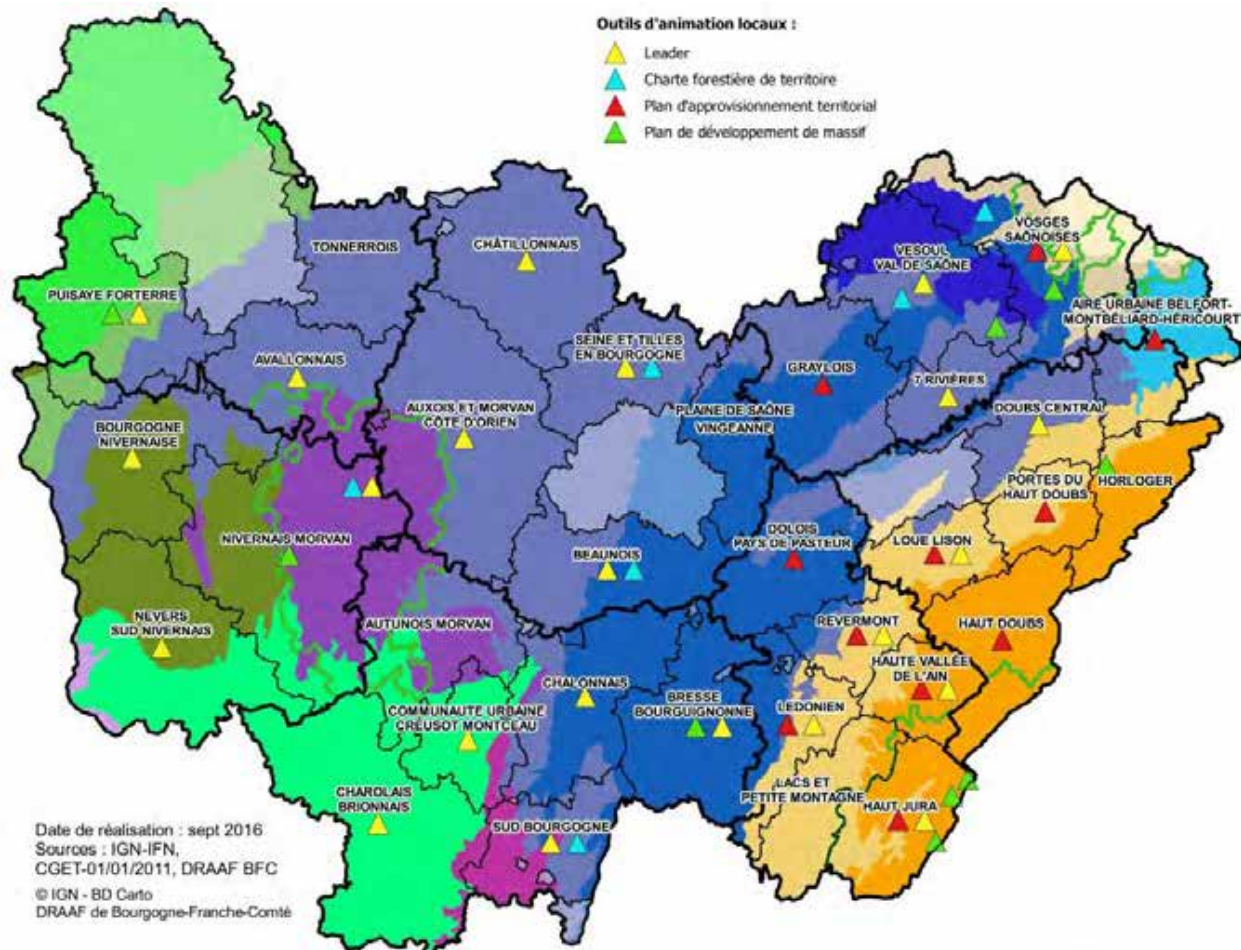 Outils d'animation locaux :
Leader
Charte forestière de territoire
Plan d'approvisionnement territorial
Plan de développement de massif
TONNERROIS
CHÂTILLONNAIS
VOSGES
SAÔNOISES
VESOUL
VAL DE SAÔNE
PUISAYE FORTERRE
AIRE URBAINE BELFORT-
MONTBÉLIARD-HÉRICOURT
SEINE ET TILLES
EN BOURGOGNE
AVALLONNAIS
GRAYLOIS
7 RIVIÈRES
AUXOIS ET MORVAN
CÔTE D'ORIEN
PLAINE DE SAÔNE
VINGEANNE
DOUBS CENTRAL
BOURGOGNE
NIVERNAISE
PORTES DU
HAUT DOUBS
HORLOGER
NIVERNAIS MORVAN
BEAUNOIS
DOLOIS
PAYS DE PASTEUR
LOUE LISON
NEVERS
SUD NIVERNAIS
AUTUNOIS MORVAN
REVERMONT
HAUT DOUBS
HAUTE VALLÉE
DE L'AIN
CHALONNAIS
BRESSE
BOURGUIGNONNE
LEDONIEN
COMMUNAUTE URBAINE
CREUSOT MONTCEAU
CHAROLAIS
BRIONNAIS
LACS ET
PETITE MONTAGNE
HAUT JURA
SUD BOURGOGNE
Date de réalisation : sept 2016
Sources : IGN-IFN,
CGET-01/01/2011, DRAAF BFC
© IGN - BD Carto
DRAAF de Bourgogne-Franche-Comté